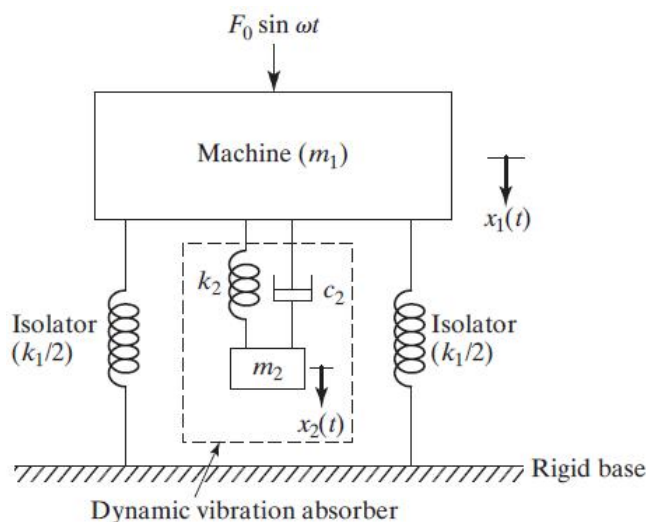 F₀ sin ωt
Machine (m₁)
x₁(t)
k₂
c₂
Isolator
(k₁/2)
Isolator
(k₁/2)
m₂
x₂(t)
Rigid base
Dynamic vibration absorber